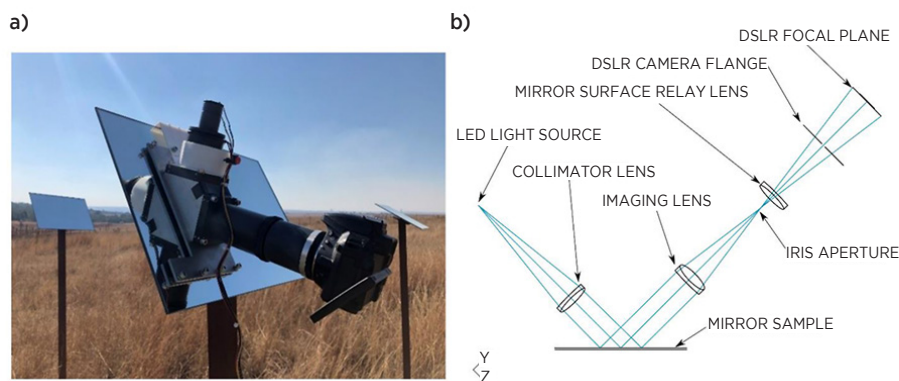 a)
b)
DSLR FOCAL PLANE
DSLR CAMERA FLANGE
MIRROR SURFACE RELAY LENS
LED LIGHT SOURCE
COLLIMATOR LENS
IMAGING LENS
IRIS APERTURE
MIRROR SAMPLE
Y
Z